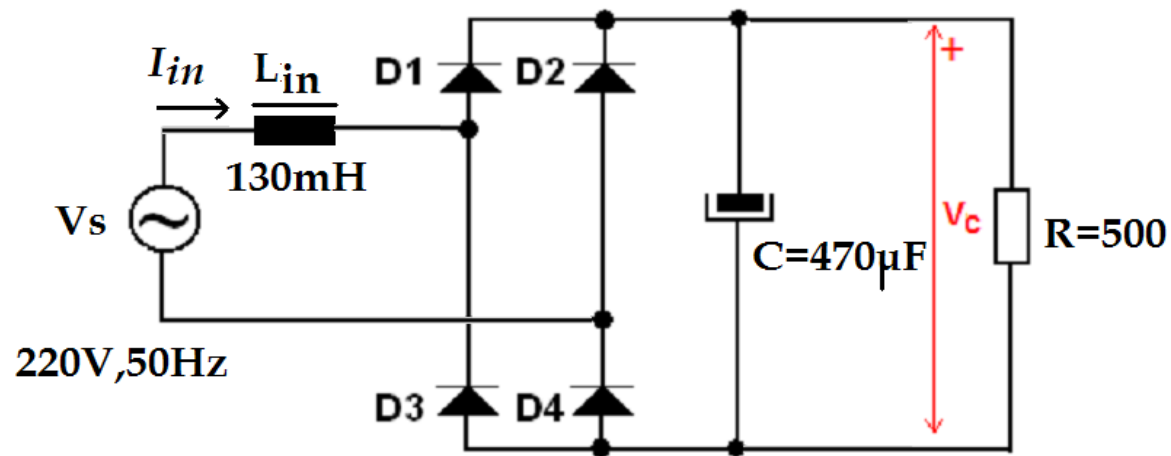 Iin
Lin
D1
D2
130mH
Vs
+
Vc
C=470µF
R=500
220V,50Hz
D3
D4